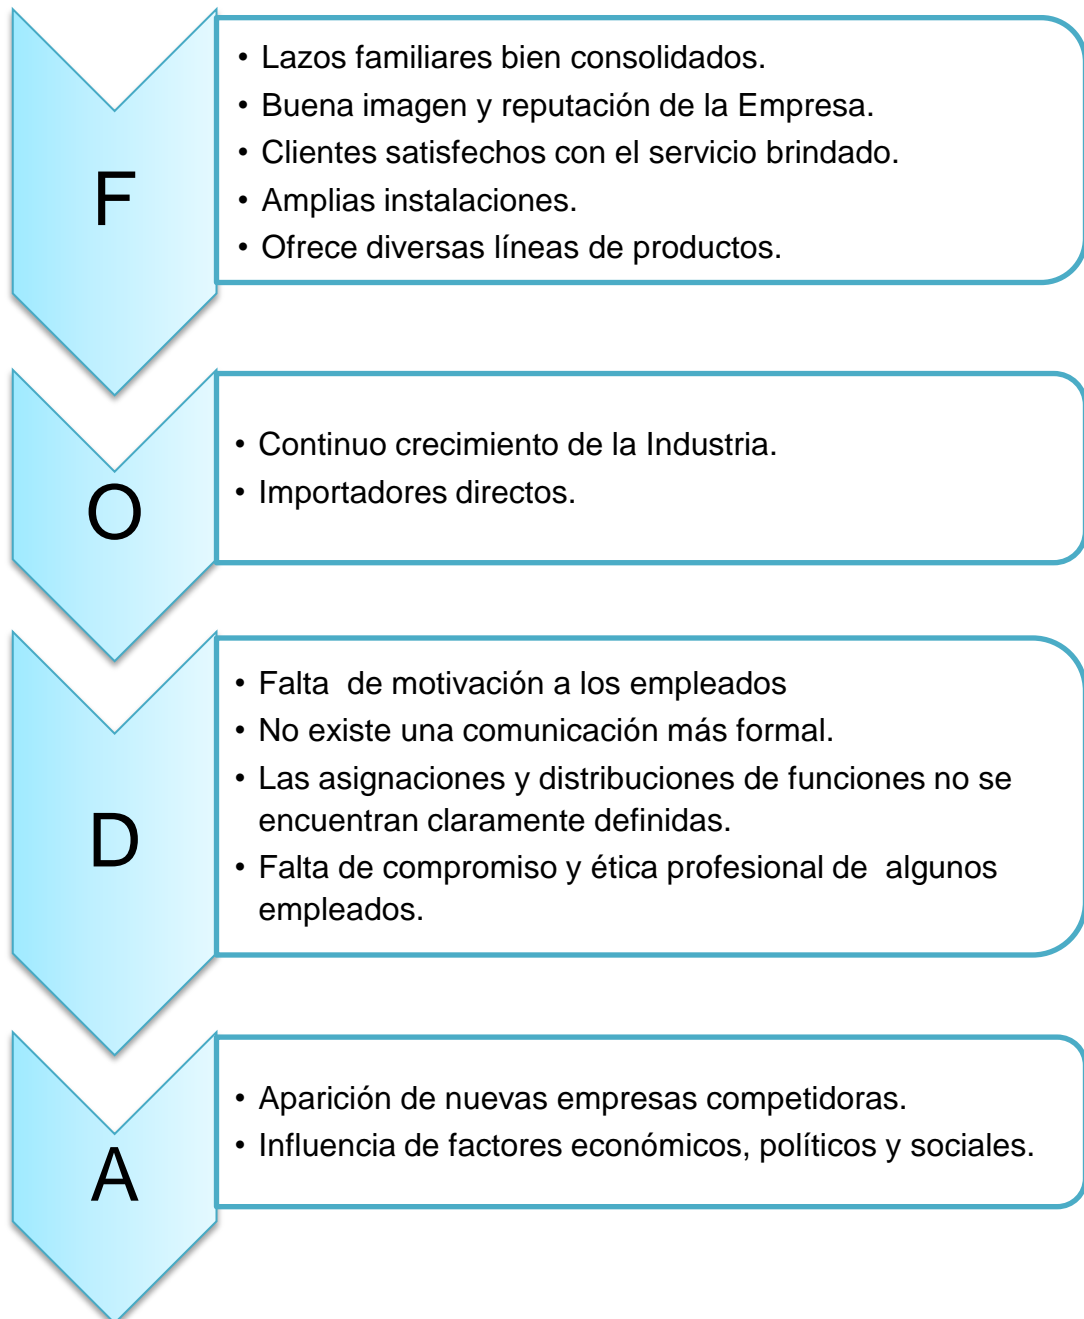 F
• Lazos familiares bien consolidados.
• Buena imagen y reputación de la Empresa.
• Clientes satisfechos con el servicio brindado.
• Amplias instalaciones.
• Ofrece diversas líneas de productos.
O
• Continuo crecimiento de la Industria.
• Importadores directos.
D
• Falta  de motivación a los empleados
• No existe una comunicación más formal.
• Las asignaciones y distribuciones de funciones no se
encuentran claramente definidas.
• Falta de compromiso y ética profesional de  algunos
empleados.
A
• Aparición de nuevas empresas competidoras.
• Influencia de factores económicos, políticos y sociales.